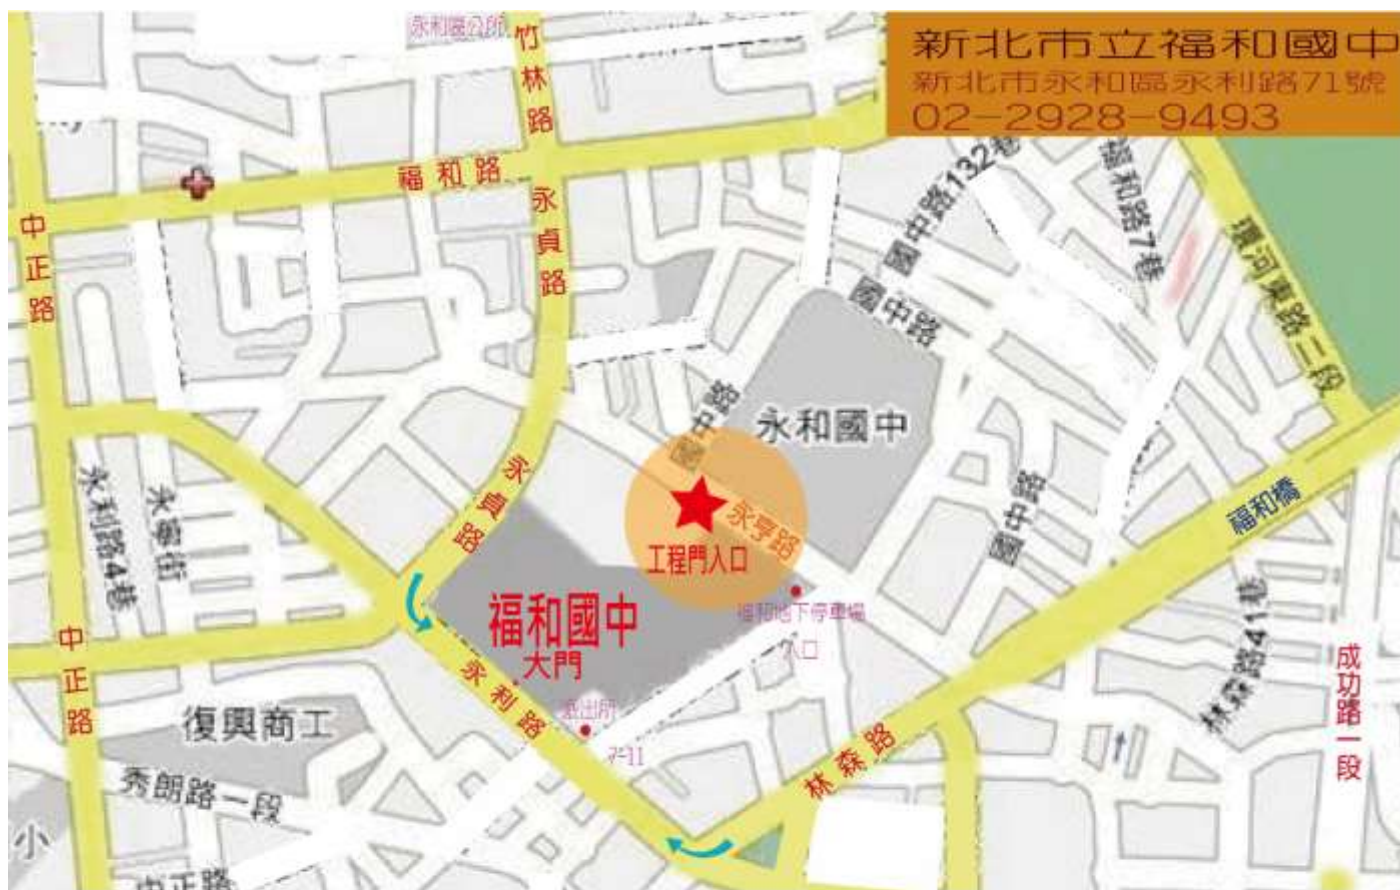 永和區公所
竹林路
新北市立福和國中
新北市永和區永利路71號
02-2928-9493
福和路
永貞路
中正路
國中路132巷
福和路7巷
環河東路二段
國中路
國中路
永和國中
永貞路
永利路4巷
永寧街
永亨路
工程門入口
國中路
福和橋
福和國中
大門
福和地下停車場
入口
林森路41巷
成功路一段
中正路
永利路
派出所
7-11
復興商工
林森路
秀朗路一段
小
中正路